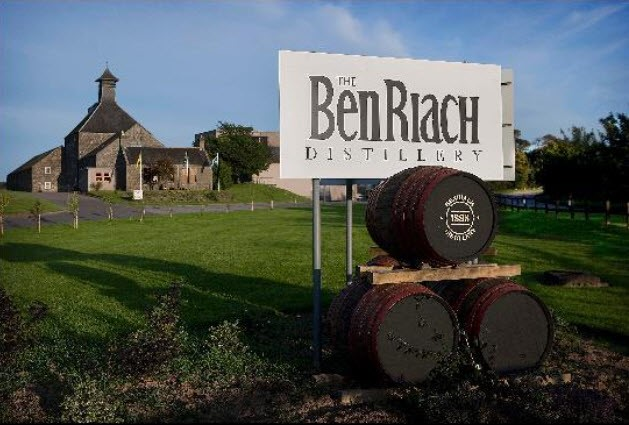 THE
BENRIACH
DISTILLERY
1898